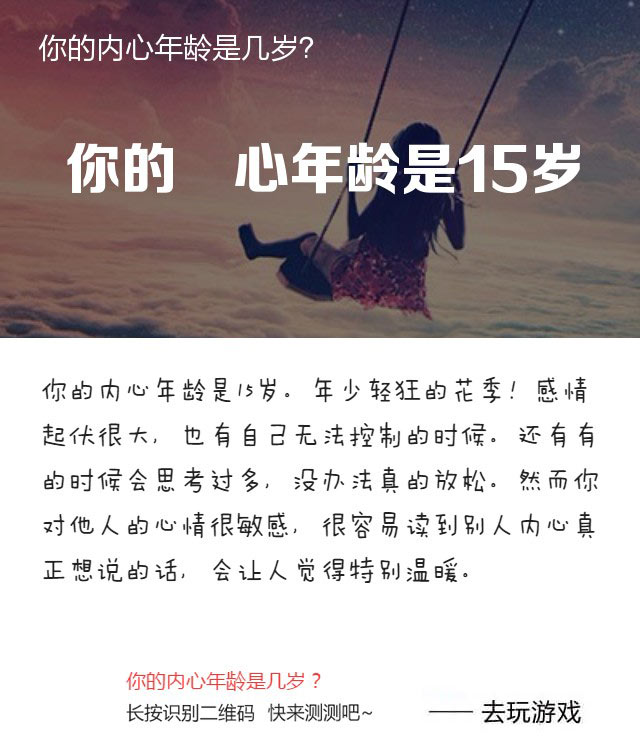 你的内心年龄是几岁?
你的 心年龄是15岁
你的内心年龄是15岁。年少轻狂的花季！感情
起伏很大，也有自己无法控制的时候。还有有
的时候会思考过多，没办法真的放松。然而你
对他人的心情很敏感，很容易读到别人内心真
正想说的话，会让人觉得特别温暖。
你的内心年龄是几岁？
长按识别二维码 快来测测吧~
—— 去玩游戏